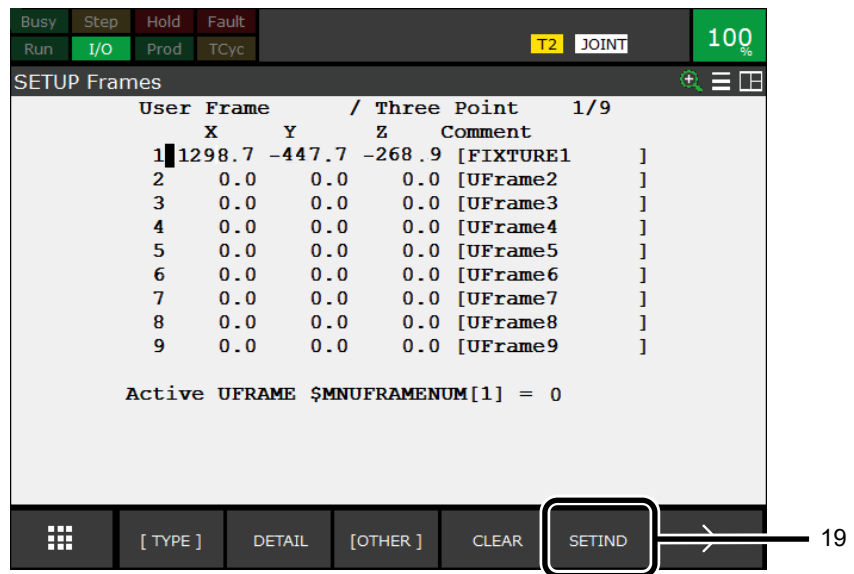 Busy Step Hold Fault
Run I/O Prod TCyc T2 JOINT 100%
SETUP Frames
User Frame / Three Point 1/9
X Y Z Comment
1 1298.7 -447.7 -268.9 [FIXTURE1 ]
2 0.0 0.0 0.0 [UFrame2 ]
3 0.0 0.0 0.0 [UFrame3 ]
4 0.0 0.0 0.0 [UFrame4 ]
5 0.0 0.0 0.0 [UFrame5 ]
6 0.0 0.0 0.0 [UFrame6 ]
7 0.0 0.0 0.0 [UFrame7 ]
8 0.0 0.0 0.0 [UFrame8 ]
9 0.0 0.0 0.0 [UFrame9 ]
Active UFRAME $MNUFRAMENUM[1] = 0
[ TYPE ] DETAIL [OTHER ] CLEAR SETIND 19